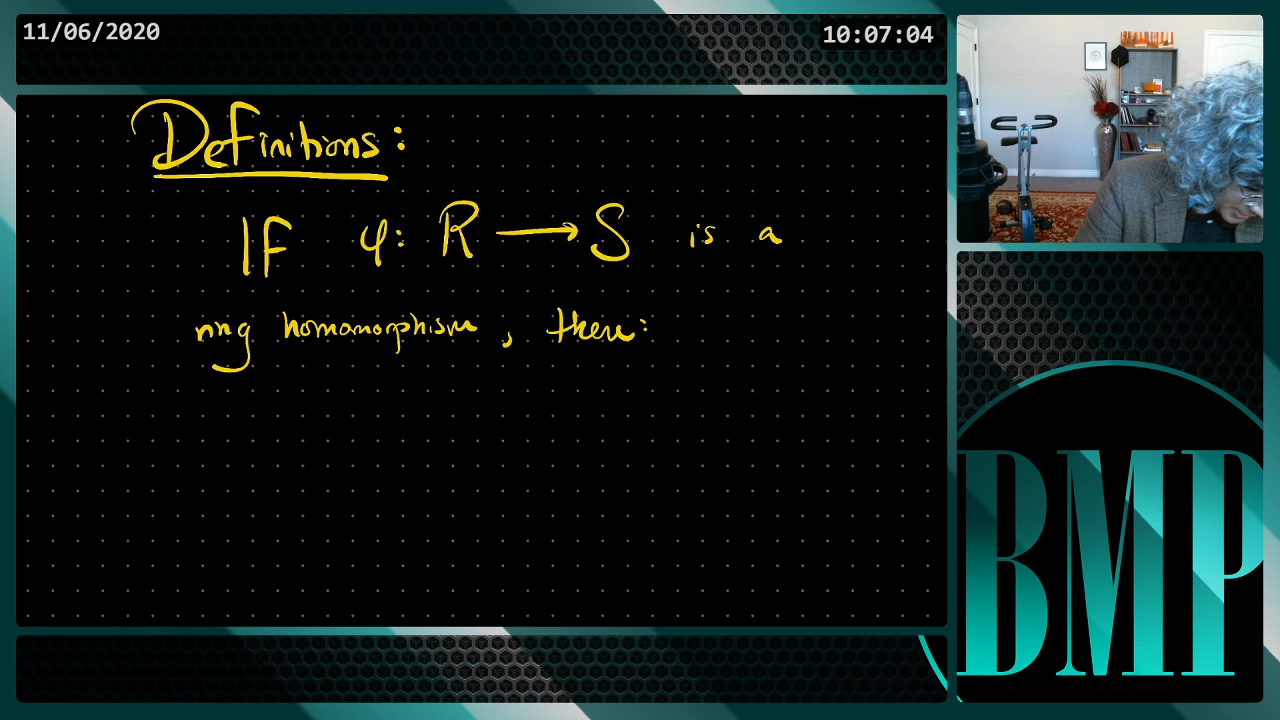 11/06/2020
10:07:04
Definitions:
IF φ: R → S is a
ring homomorphism, then:
BMP